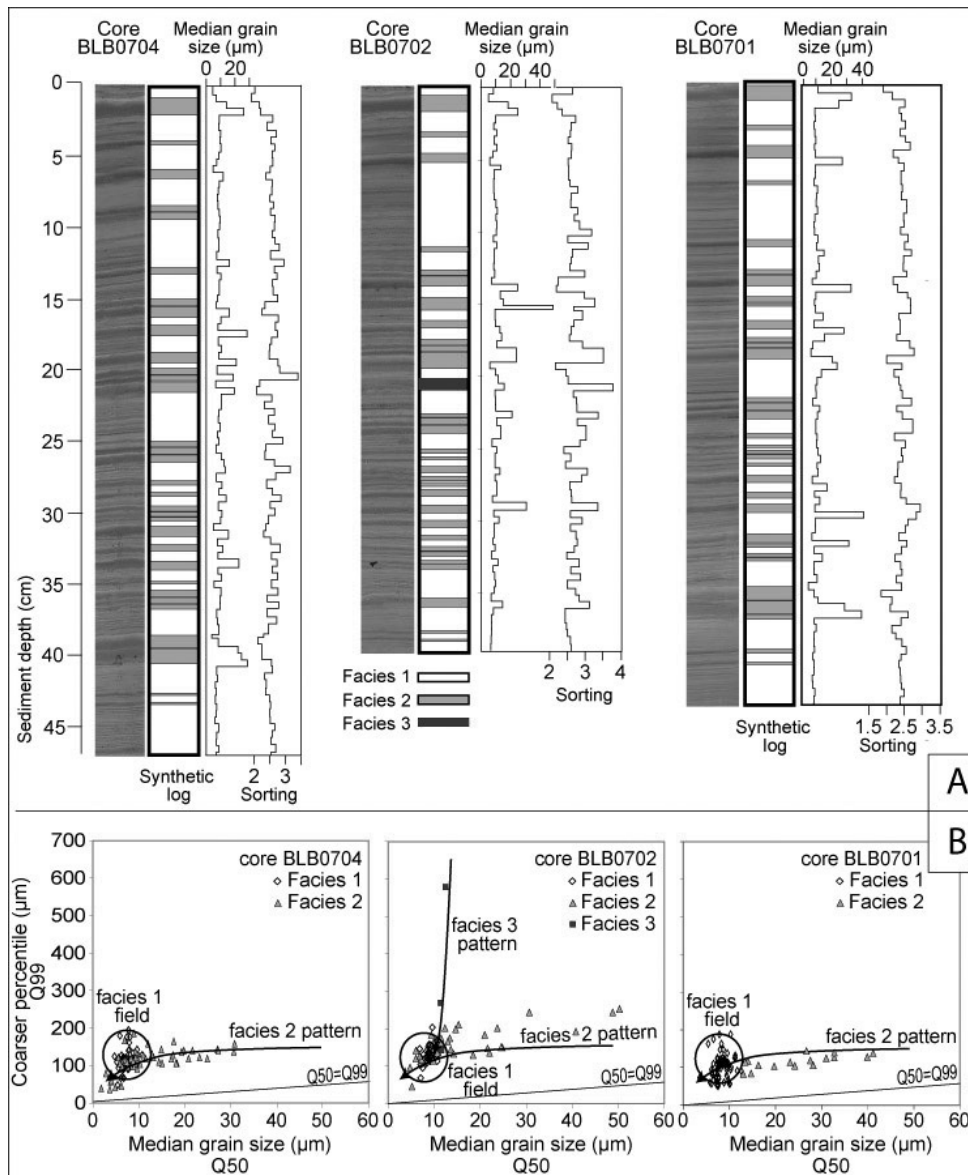 Core BLB0704
Median grain size (µm)
0 20
Core BLB0702
Median grain size (µm)
0 20 40
Core BLB0701
Median grain size (µm)
0 20 40
0
5
10
15
20
25
30
35
40
45
Sediment depth (cm)
Synthetic log
2 3
Sorting
Facies 1
Facies 2
Facies 3
2 3 4
Sorting
Synthetic log
1.5 2.5 3.5
Sorting
A
B
700
600
500
400
300
200
100
0
Coarser percentile (µm)
Q99
core BLB0704
Facies 1
Facies 2
facies 1 field
facies 2 pattern
Q50=Q99
0 10 20 30 40 50 60
Median grain size (µm)
Q50
core BLB0702
Facies 1
Facies 2
Facies 3
facies 3 pattern
facies 2 pattern
facies 1 field
Q50=Q99
0 10 20 30 40 50 60
Median grain size (µm)
Q50
core BLB0701
Facies 1
Facies 2
facies 1 field
facies 2 pattern
Q50=Q99
0 10 20 30 40 50 60
Median grain size (µm)
Q50